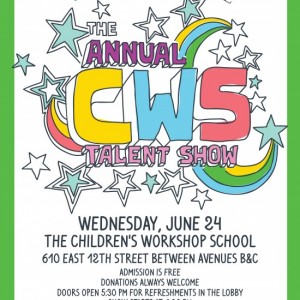 THE
ANNUAL
CWS
TALENT SHOW
WEDNESDAY, JUNE 24
THE CHILDREN'S WORKSHOP SCHOOL
610 EAST 12TH STREET BETWEEN AVENUES B&C
ADMISSION IS FREE
DONATIONS ALWAYS WELCOME
DOORS OPEN 5:30 PM FOR REFRESHMENTS IN THE LOBBY